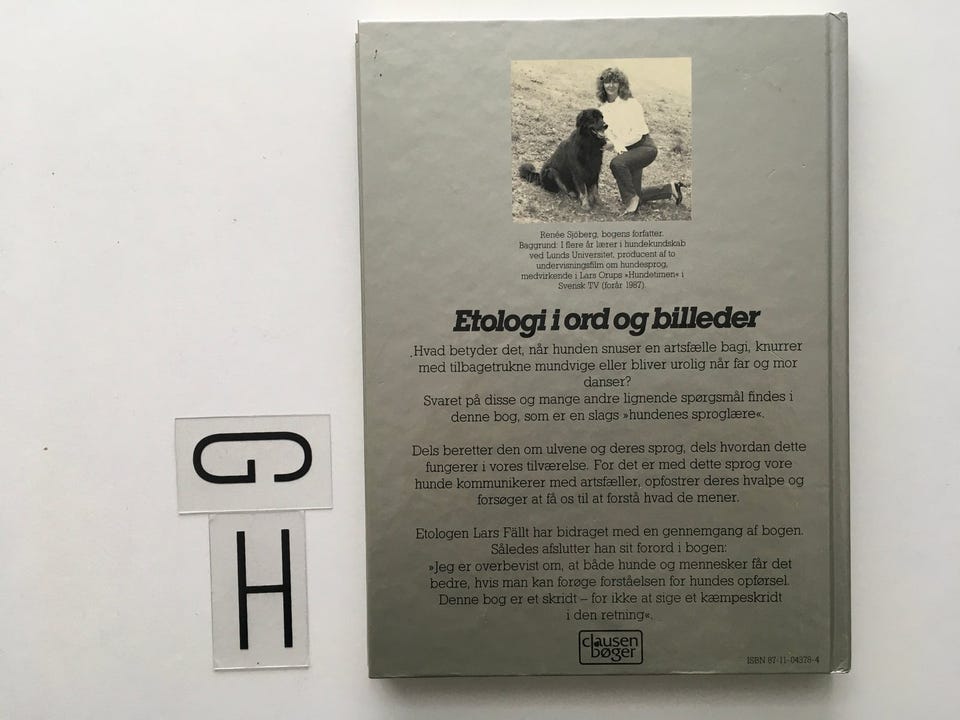 Renée Sjöberg, bogens forfatter.
Baggrund: I flere år lærer i hundekundskab
ved Lunds Universitet, producent af to
undervisningsfilm om hundesprog,
medvirkende i Lars Orups »Hundetimen« i
Svensk TV (forår 1987).
Etologi i ord og billeder
Hvad betyder det, når hunden snuser en artsfælle bagi, knurrer
med tilbagetrukne mundvige eller bliver urolig når far og mor
danser?
Svaret på disse og mange andre lignende spørgsmål findes i
denne bog, som er en slags »hundenes sproglære«.
Dels beretter den om ulvene og deres sprog, dels hvordan dette
fungerer i vores tilværelse. For det er med dette sprog vore
hunde kommunikerer med artsfæller, opfostrer deres hvalpe og
forsøger at få os til at forstå hvad de mener.
Etologen Lars Fällt har bidraget med en gennemgang af bogen.
Således afslutter han sit forord i bogen:
»Jeg er overbevist om, at både hunde og mennesker får det
bedre, hvis man kan forøge forståelsen for hundes opførsel.
Denne bog er et skridt – for ikke at sige et kæmpeskridt
i den retning«.
clausen
bøger
ISBN 87-11-04378-4
G
H